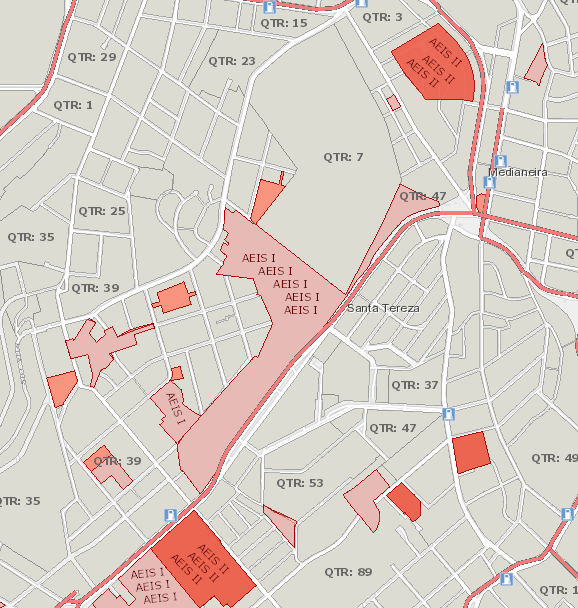 QTR: 15
QTR: 3
QTR: 29
QTR: 23
AEIS II
AEIS II
AEIS II
QTR: 1
QTR: 7
Medianeira
QTR: 47
QTR: 25
QTR: 35
AEIS I
AEIS I
AEIS I
AEIS I
AEIS I
QTR: 39
Santa Tereza
QTR: 37
AEIS I
QTR: 47
QTR: 39
QTR: 49
QTR: 53
QTR: 35
AEIS II
AEIS II
AEIS II
AEIS I
AEIS I
AEIS I
QTR: 89
QTR: 1